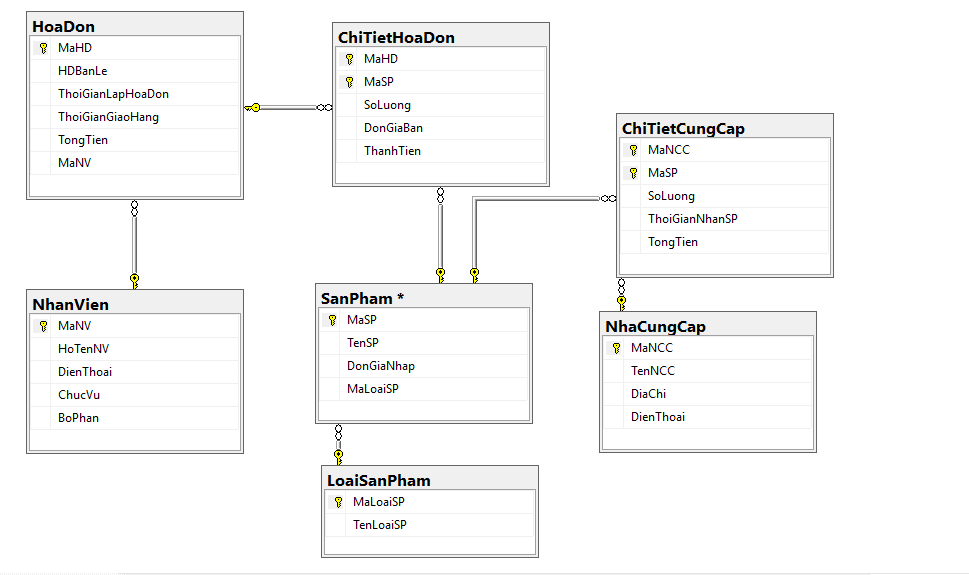 HoaDon
MaHD
HDBanLe
ThoiGianLapHoaDon
ThoiGianGiaoHang
TongTien
MaNV
ChiTietHoaDon
MaHD
MaSP
SoLuong
DonGiaBan
ThanhTien
ChiTietCungCap
MaNCC
MaSP
SoLuong
ThoiGianNhanSP
TongTien
NhanVien
MaNV
HoTenNV
DienThoai
ChucVu
BoPhan
SanPham *
MaSP
TenSP
DonGiaNhap
MaLoaiSP
NhaCungCap
MaNCC
TenNCC
DiaChi
DienThoai
LoaiSanPham
MaLoaiSP
TenLoaiSP